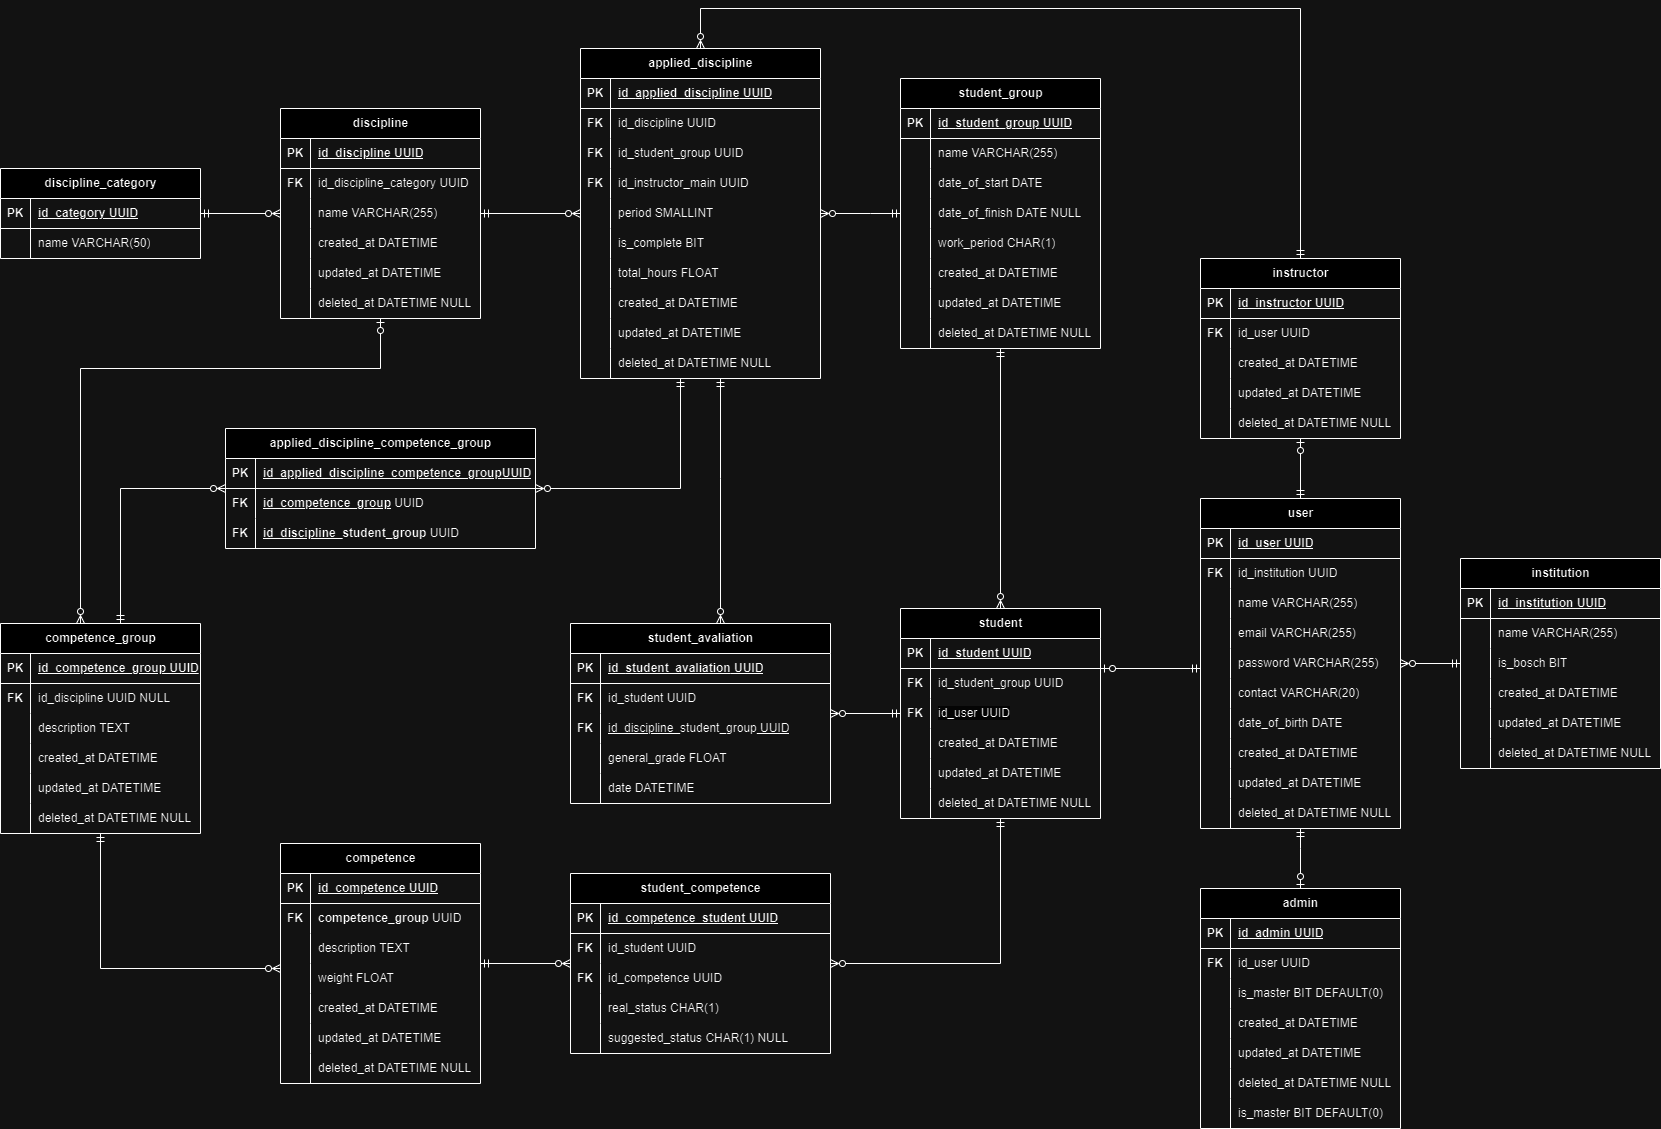 applied_discipline
PK id_applied_discipline UUID
FK id_discipline UUID
FK id_student_group UUID
FK id_instructor_main UUID
period SMALLINT
is_complete BIT
total_hours FLOAT
created_at DATETIME
updated_at DATETIME
deleted_at DATETIME NULL
student_group
PK id_student_group UUID
name VARCHAR(255)
date_of_start DATE
date_of_finish DATE NULL
work_period CHAR(1)
created_at DATETIME
updated_at DATETIME
deleted_at DATETIME NULL
discipline
PK id_discipline UUID
FK id_discipline_category UUID
name VARCHAR(255)
created_at DATETIME
updated_at DATETIME
deleted_at DATETIME NULL
discipline_category
PK id_category UUID
name VARCHAR(50)
instructor
PK id_instructor UUID
FK id_user UUID
created_at DATETIME
updated_at DATETIME
deleted_at DATETIME NULL
applied_discipline_competence_group
PK id_applied_discipline_competence_groupUUID
FK id_competence_group UUID
FK id_discipline_student_group UUID
user
PK id_user UUID
FK id_institution UUID
name VARCHAR(255)
email VARCHAR(255)
password VARCHAR(255)
contact VARCHAR(20)
date_of_birth DATE
created_at DATETIME
updated_at DATETIME
deleted_at DATETIME NULL
institution
PK id_institution UUID
name VARCHAR(255)
is_bosch BIT
created_at DATETIME
updated_at DATETIME
deleted_at DATETIME NULL
competence_group
PK id_competence_group UUID
FK id_discipline UUID NULL
description TEXT
created_at DATETIME
updated_at DATETIME
deleted_at DATETIME NULL
student_avaliation
PK id_student_avaliation UUID
FK id_student UUID
FK id_discipline_student_group UUID
general_grade FLOAT
date DATETIME
student
PK id_student UUID
FK id_student_group UUID
FK id_user UUID
created_at DATETIME
updated_at DATETIME
deleted_at DATETIME NULL
competence
PK id_competence UUID
FK competence_group UUID
description TEXT
weight FLOAT
created_at DATETIME
updated_at DATETIME
deleted_at DATETIME NULL
student_competence
PK id_competence_student UUID
FK id_student UUID
FK id_competence UUID
real_status CHAR(1)
suggested_status CHAR(1) NULL
admin
PK id_admin UUID
FK id_user UUID
is_master BIT DEFAULT(0)
created_at DATETIME
updated_at DATETIME
deleted_at DATETIME NULL
is_master BIT DEFAULT(0)